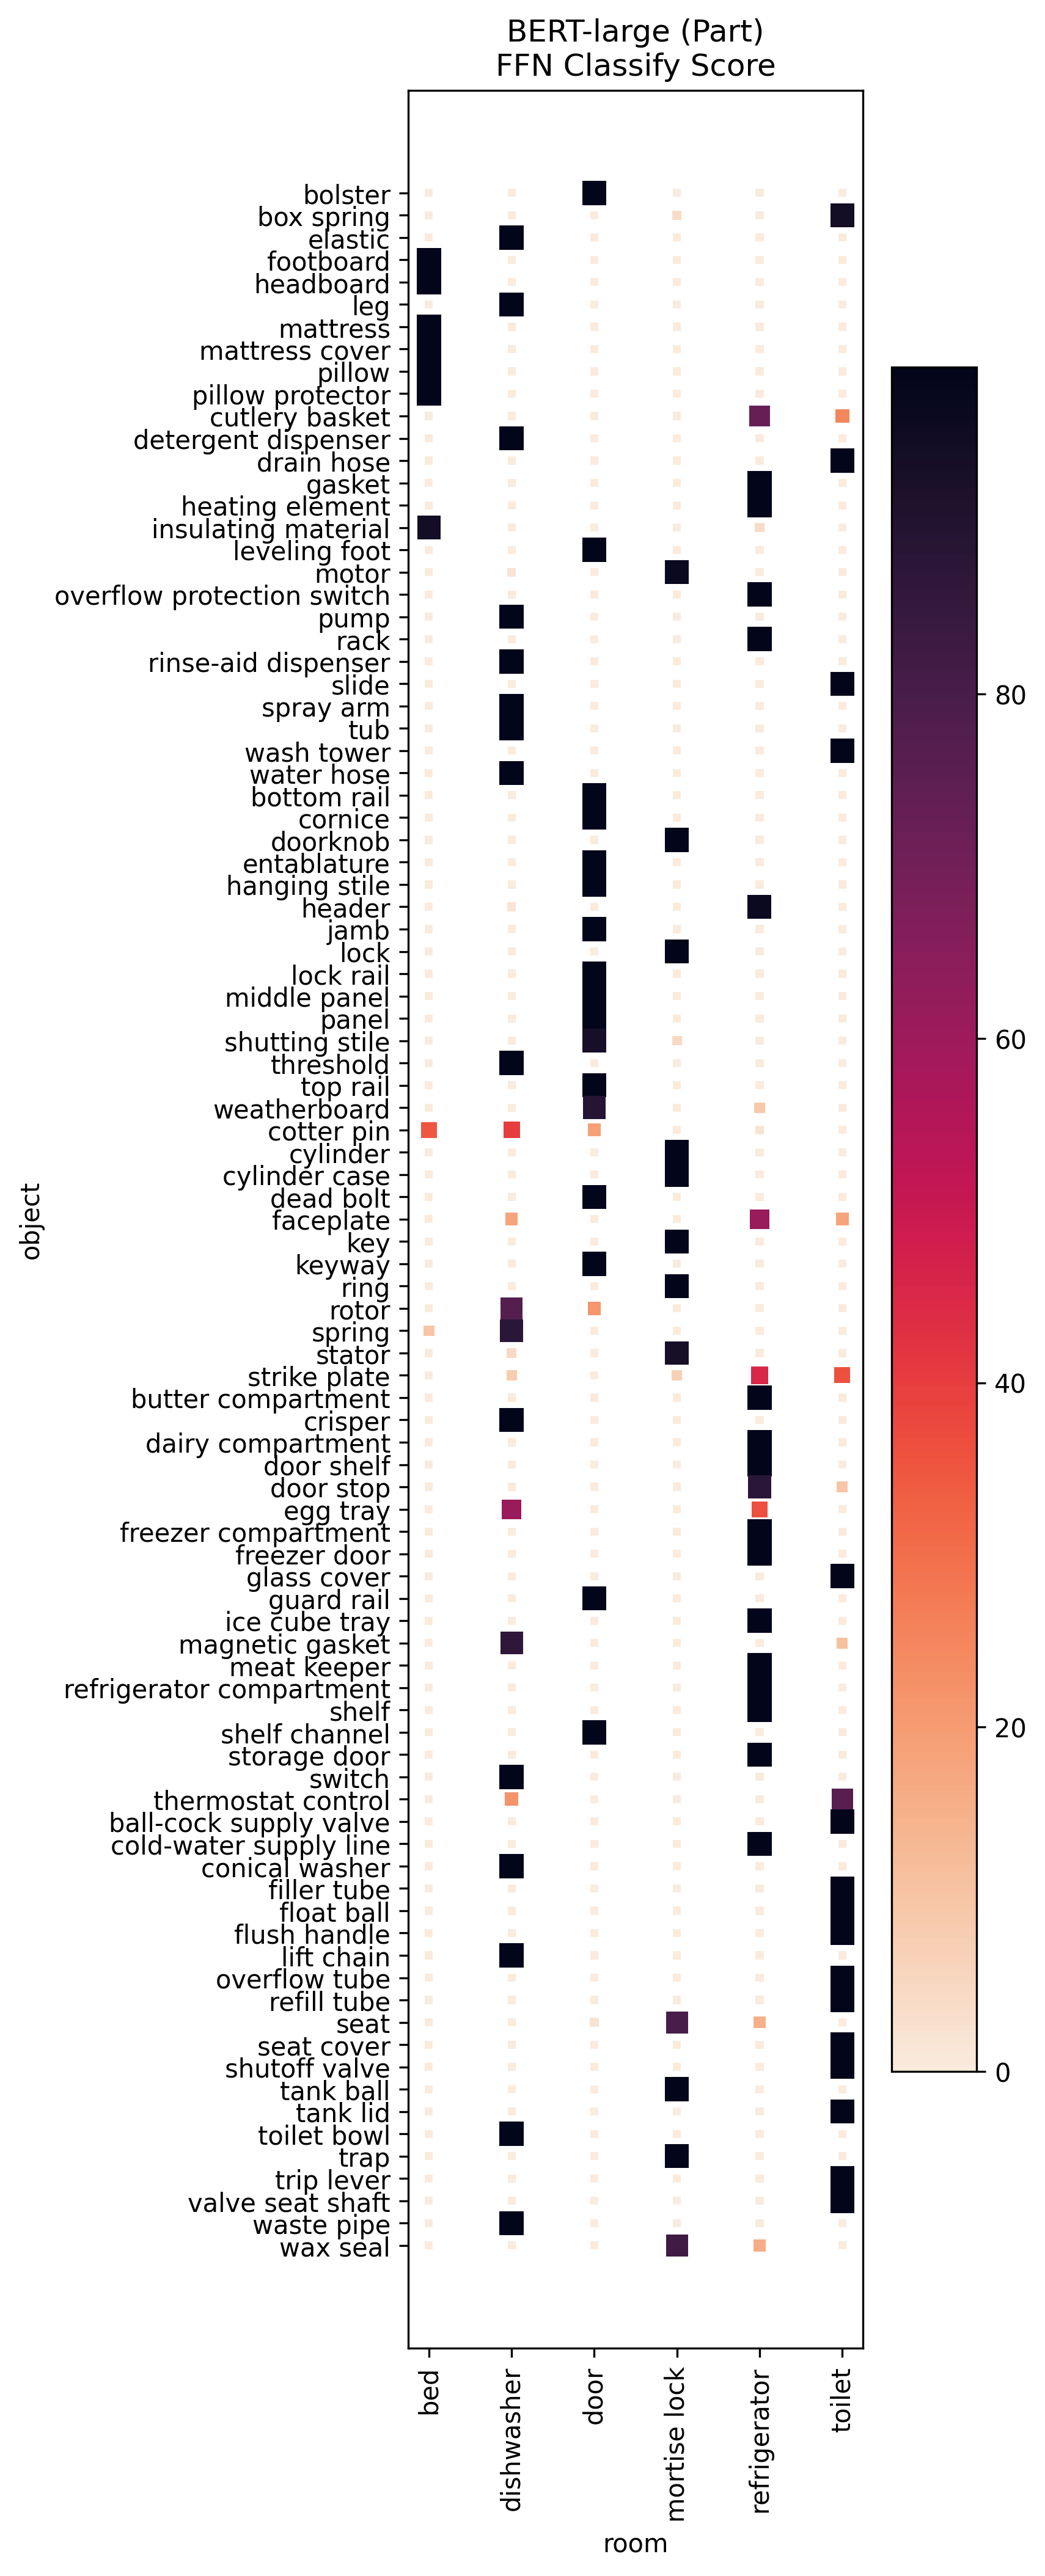 BERT-large (Part)
FFN Classify Score
bolster
box spring
elastic
footboard
headboard
leg
mattress
mattress cover
pillow
pillow protector
cutlery basket
detergent dispenser
drain hose
gasket
heating element
insulating material
leveling foot
motor
overflow protection switch
pump
rack
rinse-aid dispenser
slide
spray arm
tub
wash tower
water hose
bottom rail
cornice
doorknob
entablature
hanging stile
header
jamb
lock
lock rail
middle panel
panel
shutting stile
threshold
top rail
weatherboard
cotter pin
cylinder
cylinder case
dead bolt
faceplate
key
keyway
ring
rotor
spring
stator
strike plate
butter compartment
crisper
dairy compartment
door shelf
door stop
egg tray
freezer compartment
freezer door
glass cover
guard rail
ice cube tray
magnetic gasket
meat keeper
refrigerator compartment
shelf
shelf channel
storage door
switch
thermostat control
ball-cock supply valve
cold-water supply line
conical washer
filler tube
float ball
flush handle
lift chain
overflow tube
refill tube
seat
seat cover
shutoff valve
tank ball
tank lid
toilet bowl
trap
trip lever
valve seat shaft
waste pipe
wax seal
object
bed
dishwasher
door
mortise lock
refrigerator
toilet
room
80
60
40
20
0